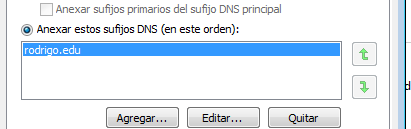 Anexar sufijos primarios del sufijo DNS principal
Anexar estos sufijos DNS (en este orden):
rodrigo.edu
Agregar... Editar... Quitar